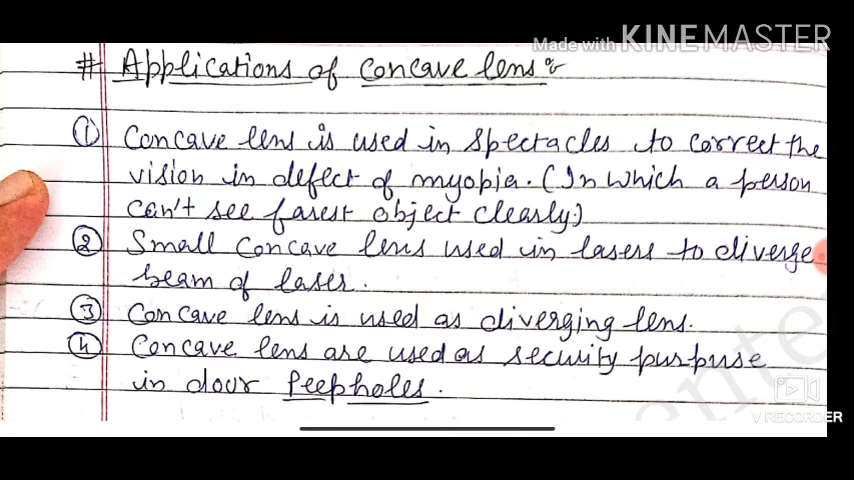 Made with KINEMASTER
# Applications of Concave lens :
① Concave lens is used in spectacles to correct the
vision in defect of myopia. (In which a person
can't see farest object clearly.)
② Small concave lens used in lasers to diverge
beam of laser.
③ Concave lens is used as diverging lens.
④ Concave lens are used as security purpuse
in dour Peepholes.
V RECORDER